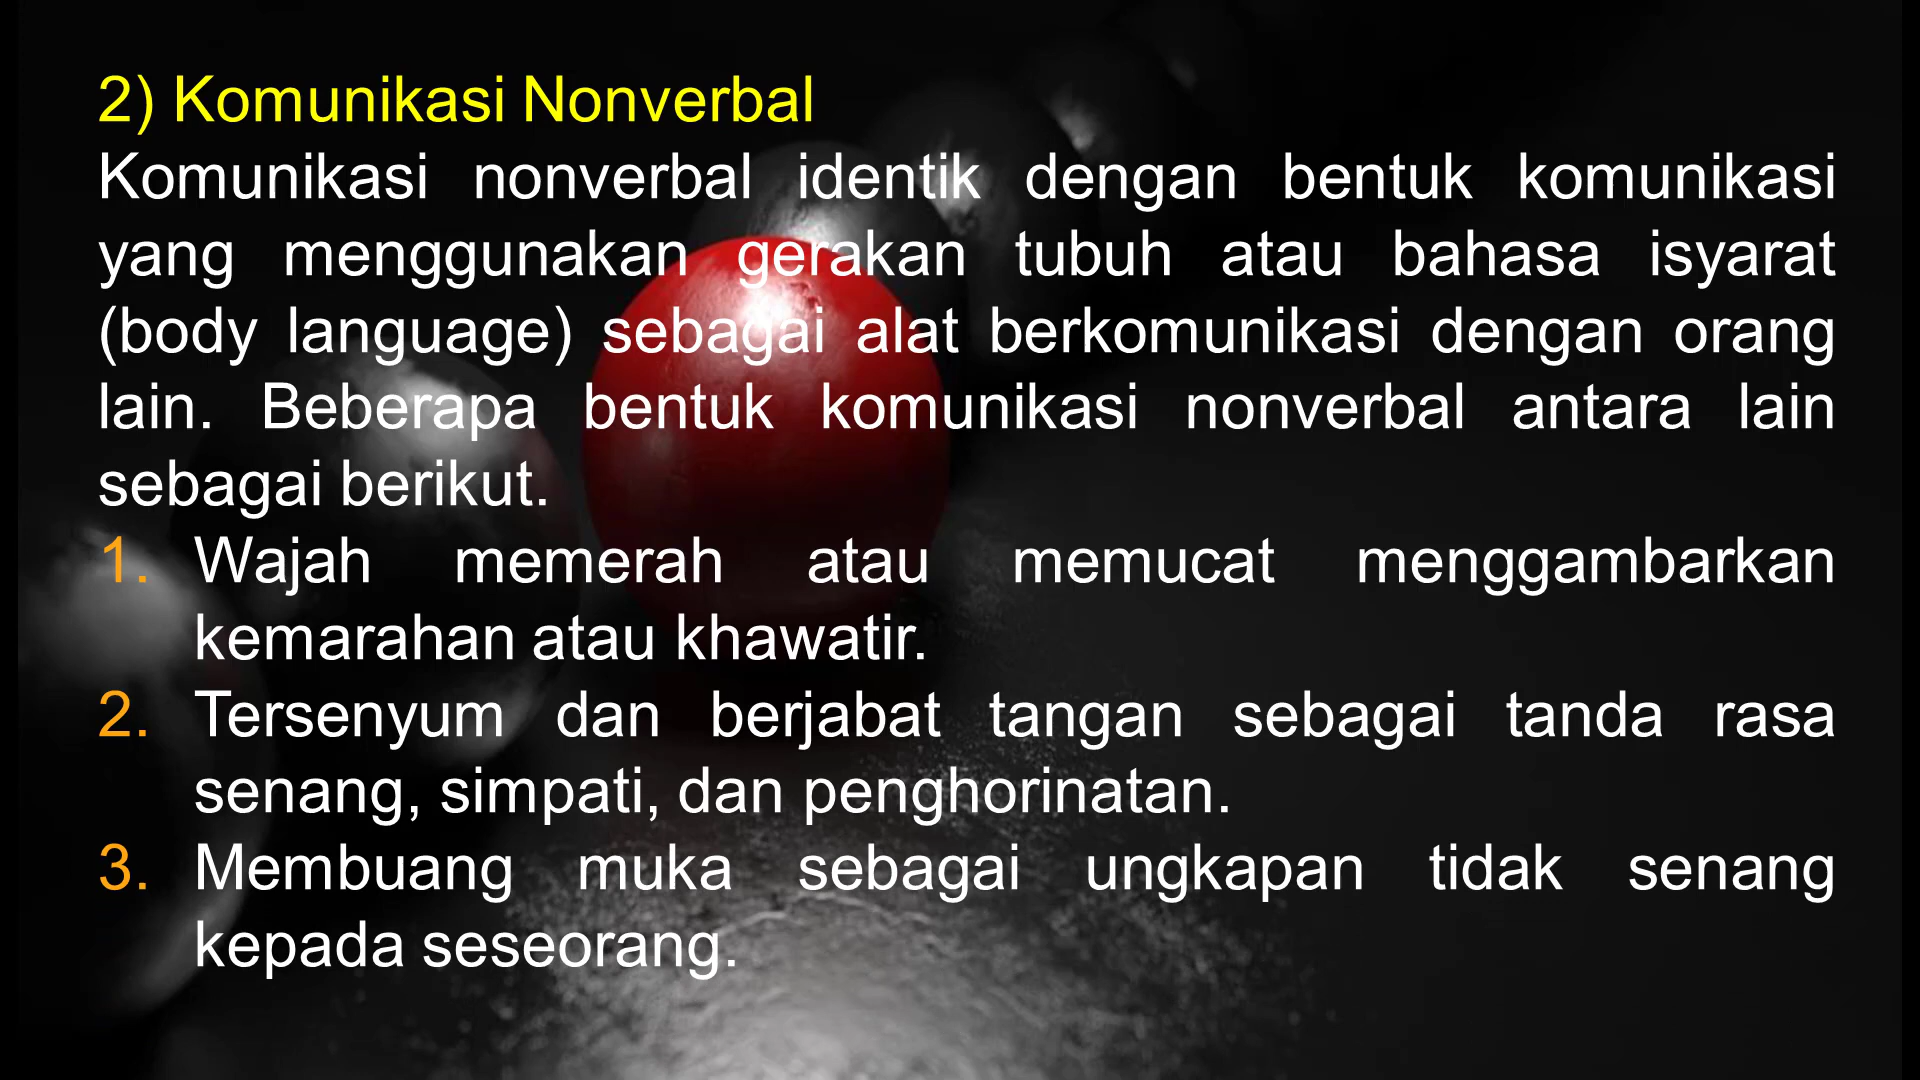 2) Komunikasi Nonverbal
Komunikasi nonverbal identik dengan bentuk komunikasi
yang menggunakan gerakan tubuh atau bahasa isyarat
(body language) sebagai alat berkomunikasi dengan orang
lain. Beberapa bentuk komunikasi nonverbal antara lain
sebagai berikut.
1. Wajah memerah atau memucat menggambarkan
kemarahan atau khawatir.
2. Tersenyum dan berjabat tangan sebagai tanda rasa
senang, simpati, dan penghorinatan.
3. Membuang muka sebagai ungkapan tidak senang
kepada seseorang.